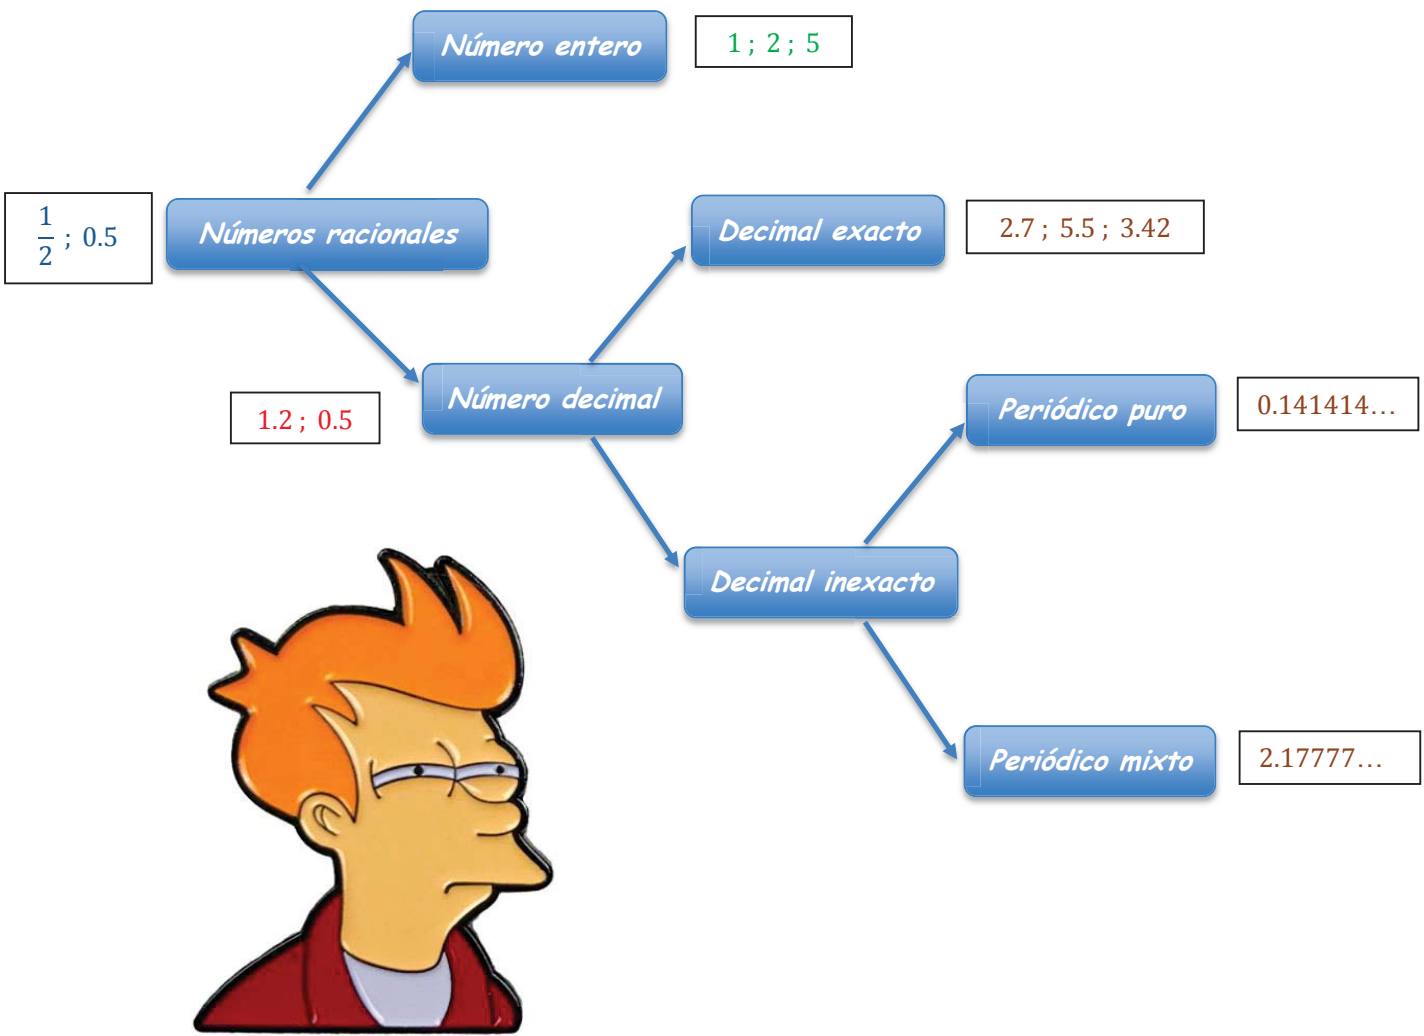 Número entero
1 ; 2 ; 5
1/2 ; 0.5
Números racionales
Decimal exacto
2.7 ; 5.5 ; 3.42
1.2 ; 0.5
Número decimal
Periódico puro
0.141414...
Decimal inexacto
Periódico mixto
2.17777...